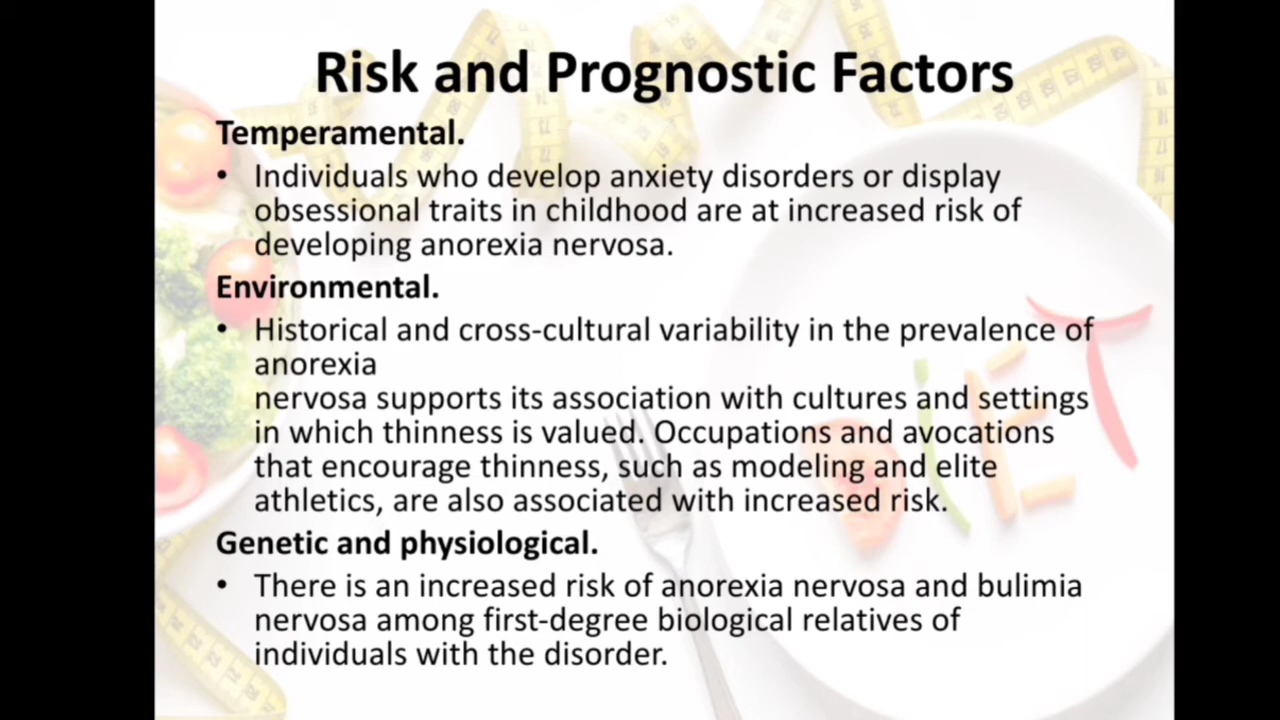 Risk and Prognostic Factors
Temperamental.
• Individuals who develop anxiety disorders or display
obsessional traits in childhood are at increased risk of
developing anorexia nervosa.
Environmental.
• Historical and cross-cultural variability in the prevalence of
anorexia
nervosa supports its association with cultures and settings
in which thinness is valued. Occupations and avocations
that encourage thinness, such as modeling and elite
athletics, are also associated with increased risk.
Genetic and physiological.
• There is an increased risk of anorexia nervosa and bulimia
nervosa among first-degree biological relatives of
individuals with the disorder.
DIET